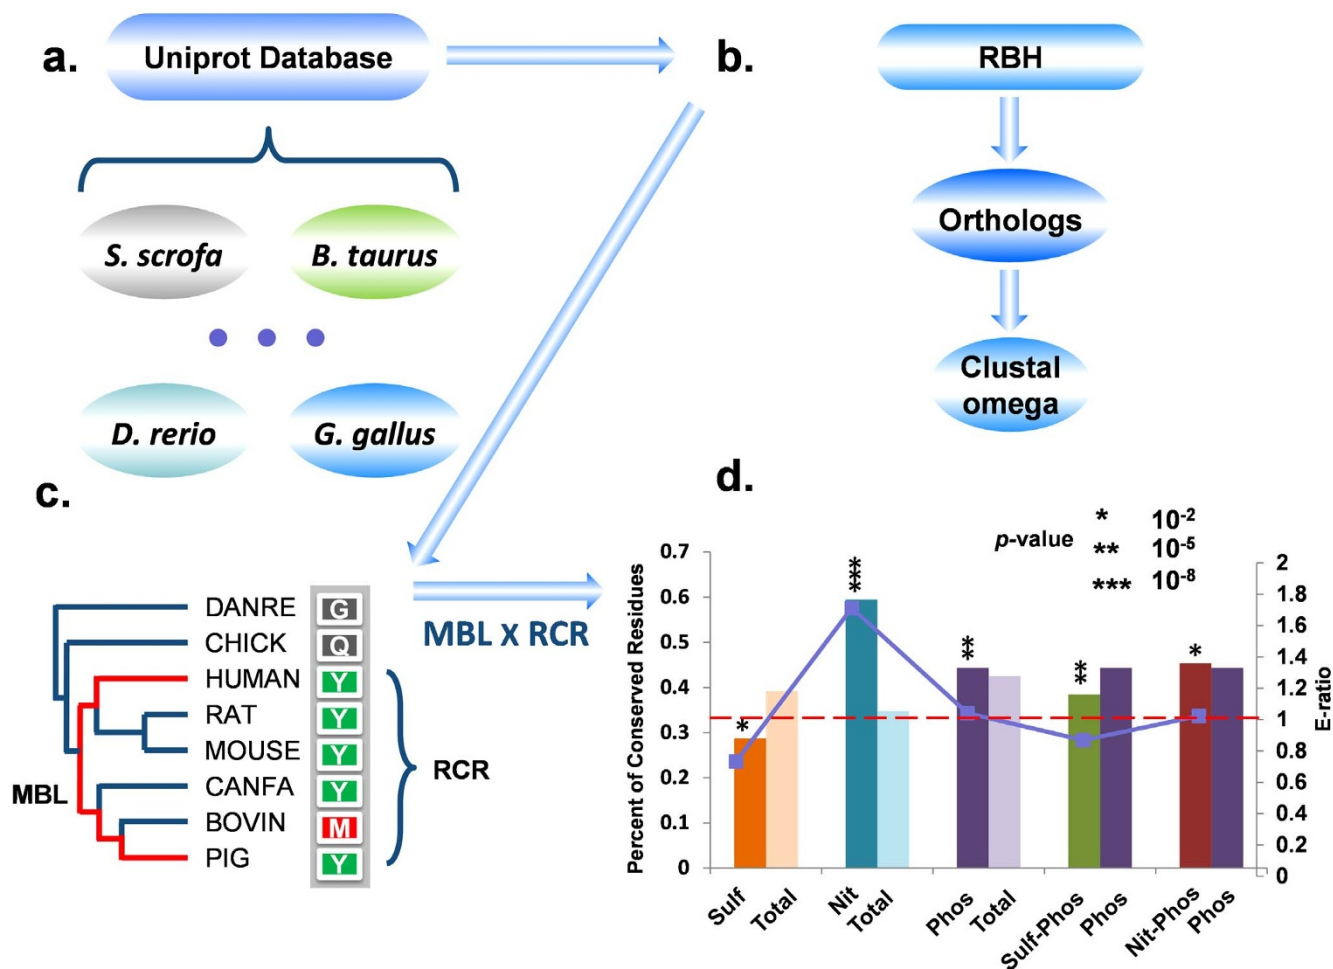 a.
Uniprot Database
S. scrofa
B. taurus
D. rerio
G. gallus
b.
RBH
Orthologs
Clustal
omega
c.
DANRE G
CHICK Q
HUMAN Y
RAT Y
MOUSE Y
CANFA Y
BOVIN M
PIG Y
MBL
RCR
MBL X RCR
d.
p-value
* 10-2
** 10-5
*** 10-8
Percent of Conserved Residues
0.7
0.6
0.5
0.4
0.3
0.2
0.1
0
*
***
**
**
*
2
1.8
1.6
1.4
1.2
1
0.8
0.6
0.4
0.2
0
E-ratio
Sulf
Total
Nit
Total
Phos
Total
Sulf-Phos
Phos
Nit-Phos
Phos